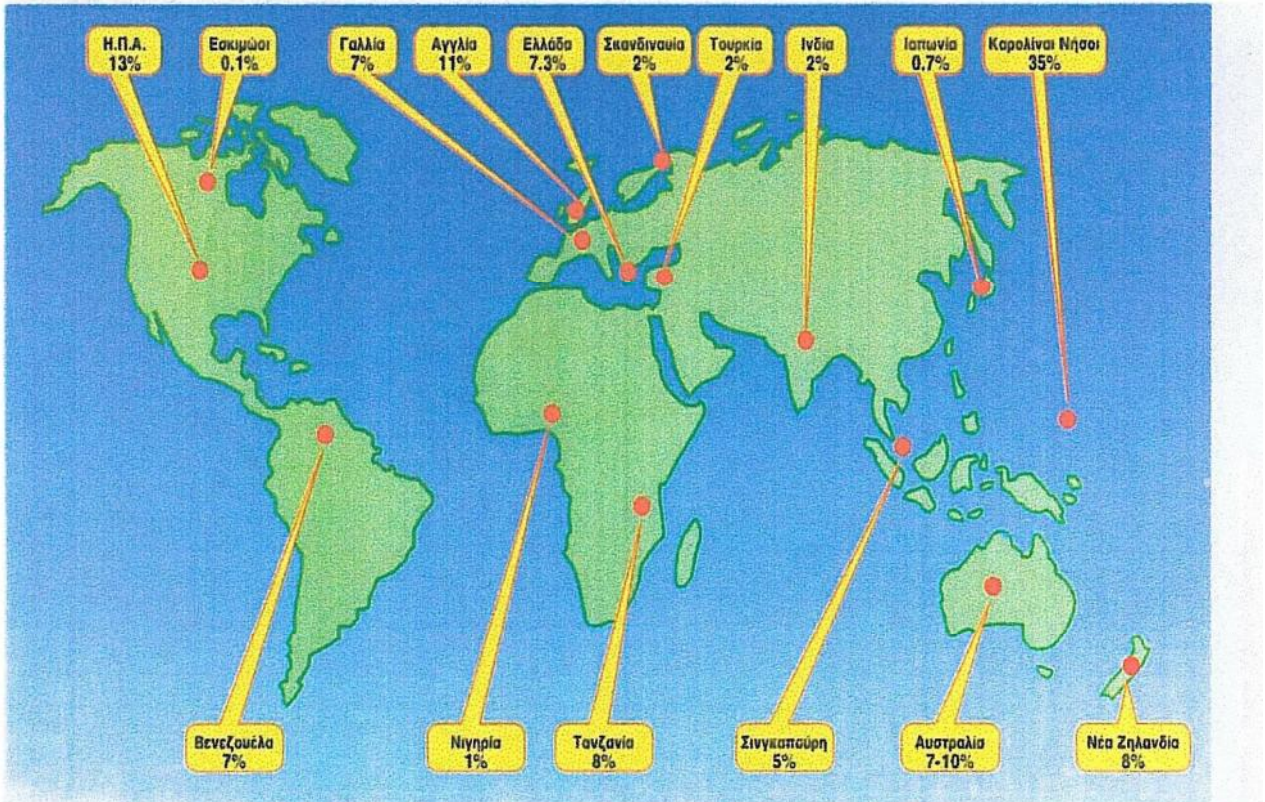 Η.Π.Α.
13%
Εσκιμώοι
0.1%
Γαλλία
7%
Αγγλία
11%
Ελλάδα
7.3%
Σκανδιναυία
2%
Τουρκία
2%
Ινδία
2%
Ιαπωνία
0.7%
Καρολίναι Νήσοι
35%
Βενεζουέλα
7%
Νιγηρία
1%
Τανζανία
8%
Σινγκαπούρη
5%
Αυστραλία
7-10%
Νέα Ζηλανδία
8%